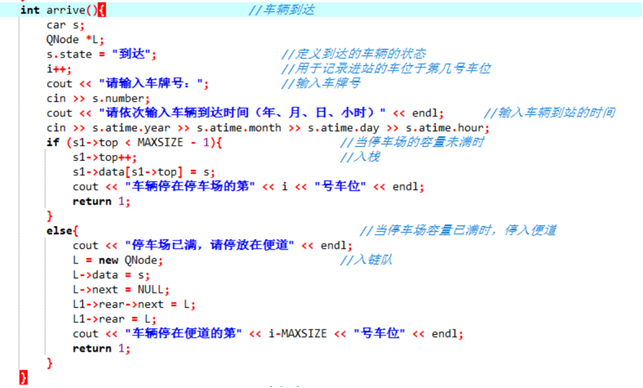 int arrive(){ //车辆到达
car s;
QNode *L;
s.state = "到达"; //定义到达的车辆的状态
i++; //用于记录进站的车位于第几号车位
cout << "请输入车牌号："; //输入车牌号
cin >> s.number;
cout << "请依次输入车辆到达时间（年、月、日、小时）" << endl; //输入车辆到站的时间
cin >> s.atime.year >> s.atime.month >> s.atime.day >> s.atime.hour;
if (s1->top < MAXSIZE - 1){ //当停车场的容量未满时
s1->top++; //入栈
s1->data[s1->top] = s;
cout << "车辆停在停车场的第" << i << "号车位" << endl;
return 1;
}
else{ //当停车场容量已满时，停入便道
cout << "停车场已满，请停放在便道" << endl;
L = new QNode; //入链队
L->data = s;
L->next = NULL;
L1->rear->next = L;
L1->rear = L;
cout << "车辆停在便道的第" << i-MAXSIZE << "号车位" << endl;
return 1;
}
}